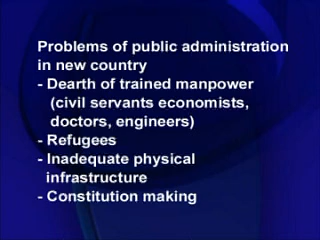 Problems of public administration
in new country
- Dearth of trained manpower
(civil servants economists,
doctors, engineers)
- Refugees
- Inadequate physical
infrastructure
- Constitution making